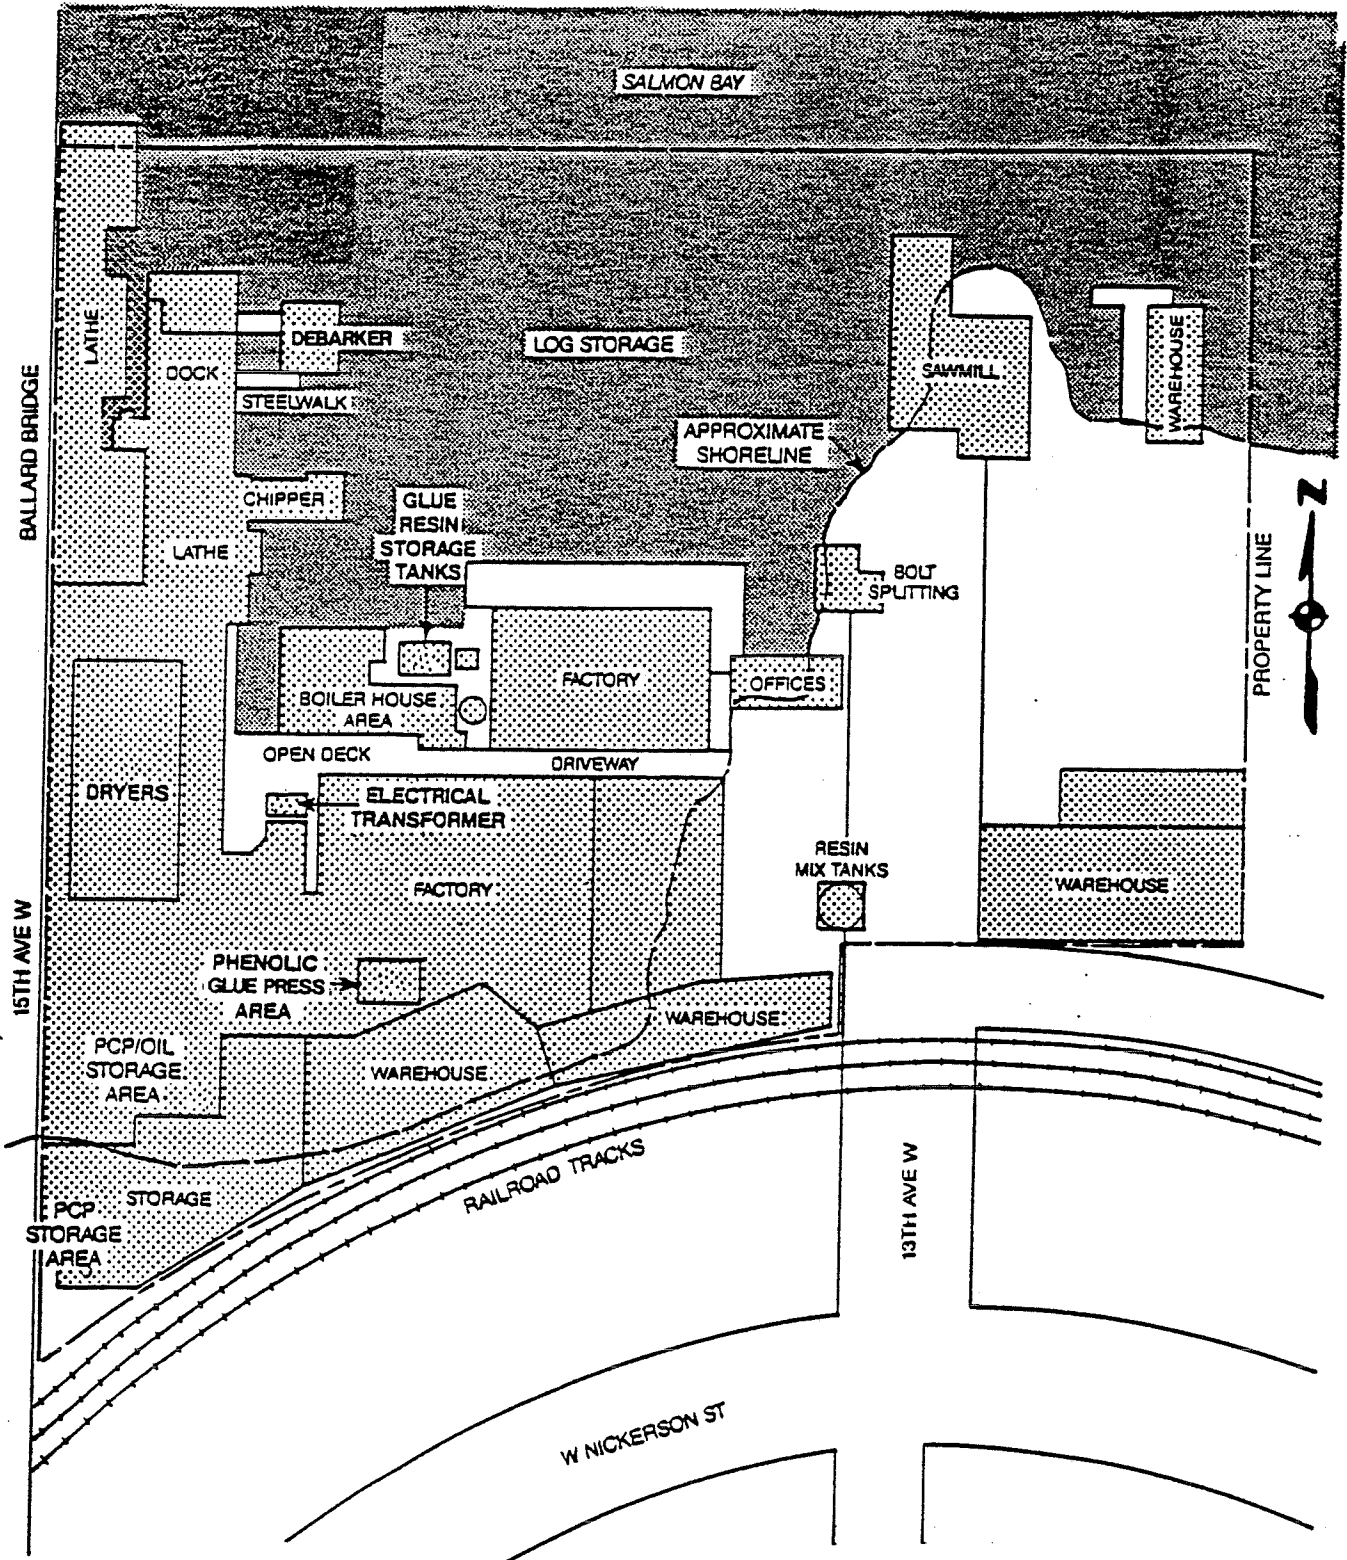 SALMON BAY
LATHE
DOCK
DEBARKER
STEELWALK
LOG STORAGE
SAWMILL
WAREHOUSE
BALLARD BRIDGE
APPROXIMATE
SHORELINE
CHIPPER
GLUE
RESIN
STORAGE
TANKS
LATHE
BOLT
SPLITTING
N
PROPERTY LINE
FACTORY
OFFICES
BOILER HOUSE
AREA
OPEN DECK
DRIVEWAY
DRYERS
ELECTRICAL
TRANSFORMER
RESIN
MIX TANKS
FACTORY
WAREHOUSE
15TH AVE W
PHENOLIC
GLUE PRESS
AREA
WAREHOUSE
PCP/OIL
STORAGE
AREA
WAREHOUSE
RAILROAD TRACKS
13TH AVE W
STORAGE
PCP
STORAGE
AREA
W NICKERSON ST